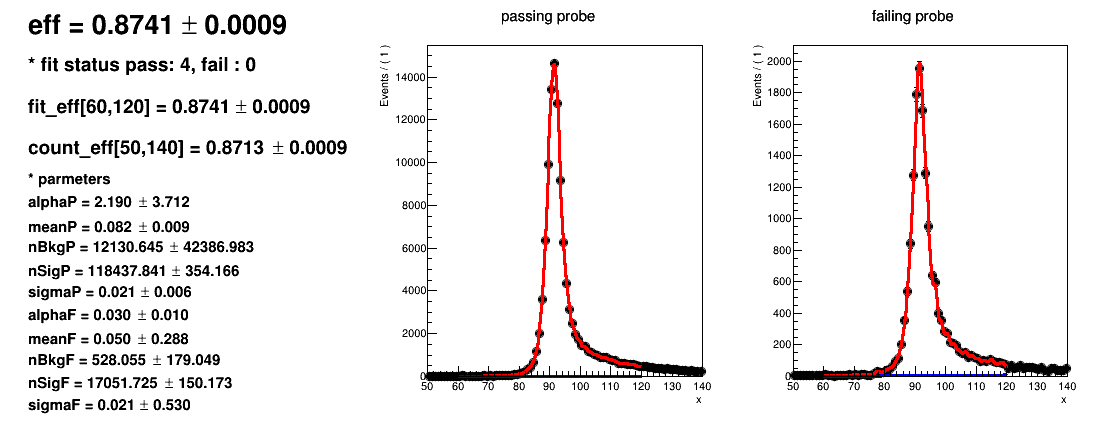 eff = 0.8741 ± 0.0009
* fit status pass: 4, fail : 0
fit_eff[60,120] = 0.8741 ± 0.0009
count_eff[50,140] = 0.8713 ± 0.0009
* parmeters
alphaP = 2.190 ± 3.712
meanP = 0.082 ± 0.009
nBkgP = 12130.645 ± 42386.983
nSigP = 118437.841 ± 354.166
sigmaP = 0.021 ± 0.006
alphaF = 0.030 ± 0.010
meanF = 0.050 ± 0.288
nBkgF = 528.055 ± 179.049
nSigF = 17051.725 ± 150.173
sigmaF = 0.021 ± 0.530
passing probe
Events / ( 1 )
14000
12000
10000
8000
6000
4000
2000
0
50 60 70 80 90 100 110 120 130 140
x
failing probe
Events / ( 1 )
2000
1800
1600
1400
1200
1000
800
600
400
200
0
50 60 70 80 90 100 110 120 130 140
x